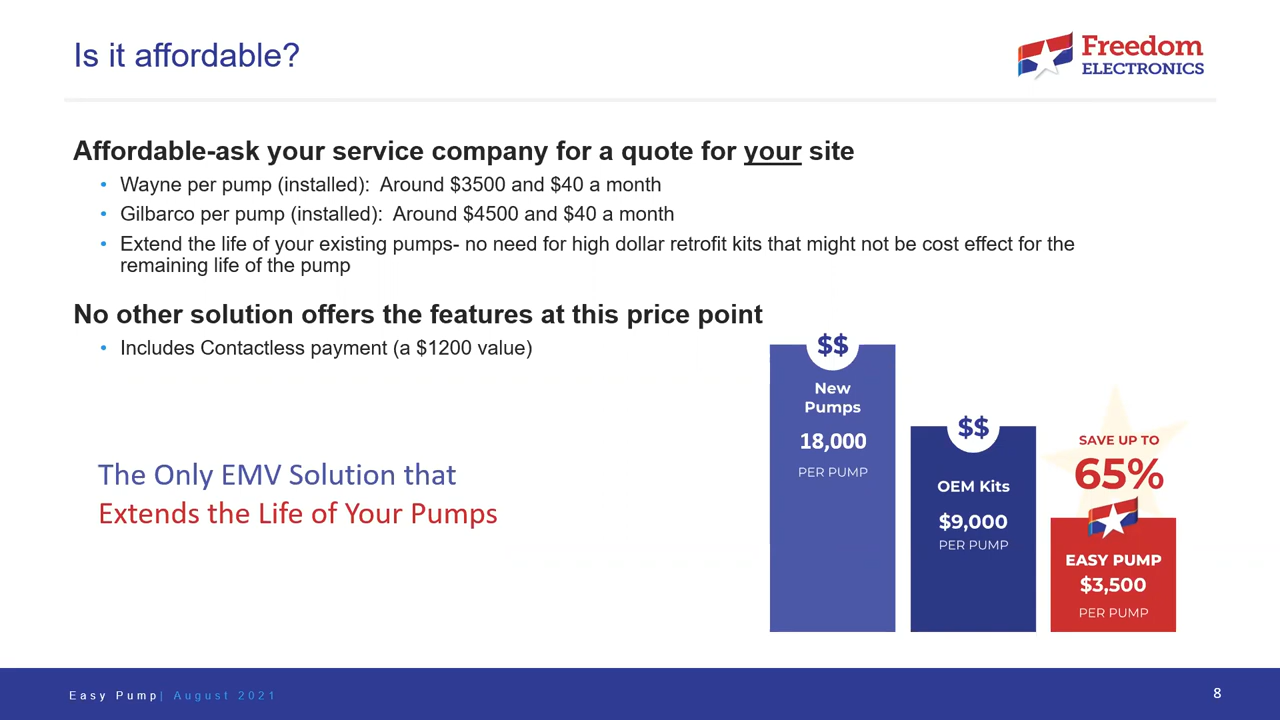 Is it affordable?
Freedom
ELECTRONICS
Affordable-ask your service company for a quote for your site
• Wayne per pump (installed): Around $3500 and $40 a month
• Gilbarco per pump (installed): Around $4500 and $40 a month
• Extend the life of your existing pumps- no need for high dollar retrofit kits that might not be cost effect for the
remaining life of the pump
No other solution offers the features at this price point
• Includes Contactless payment (a $1200 value)
The Only EMV Solution that
Extends the Life of Your Pumps
$$
New
Pumps
18,000
PER PUMP
$$
OEM Kits
$9,000
PER PUMP
SAVE UP TO
65%
EASY PUMP
$3,500
PER PUMP
Easy Pump| August 2021
8